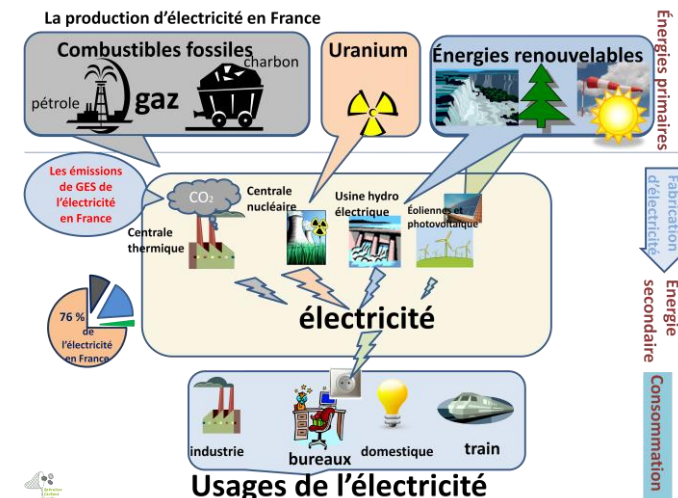 La production d'électricité en France
Combustibles fossiles
charbon
pétrole
gaz
Uranium
Énergies renouvelables
Énergies primaires
Les émissions
de GES de
l'électricité
en France
CO₂
Centrale
thermique
Centrale
nucléaire
Usine hydro
électrique
Éoliennes et
photovoltaïque
Fabrication
d'électricité
électricité
Energie
secondaire
76 %
de
l'électricité
en France
industrie
bureaux
domestique
train
Consommation
Usages de l'électricité